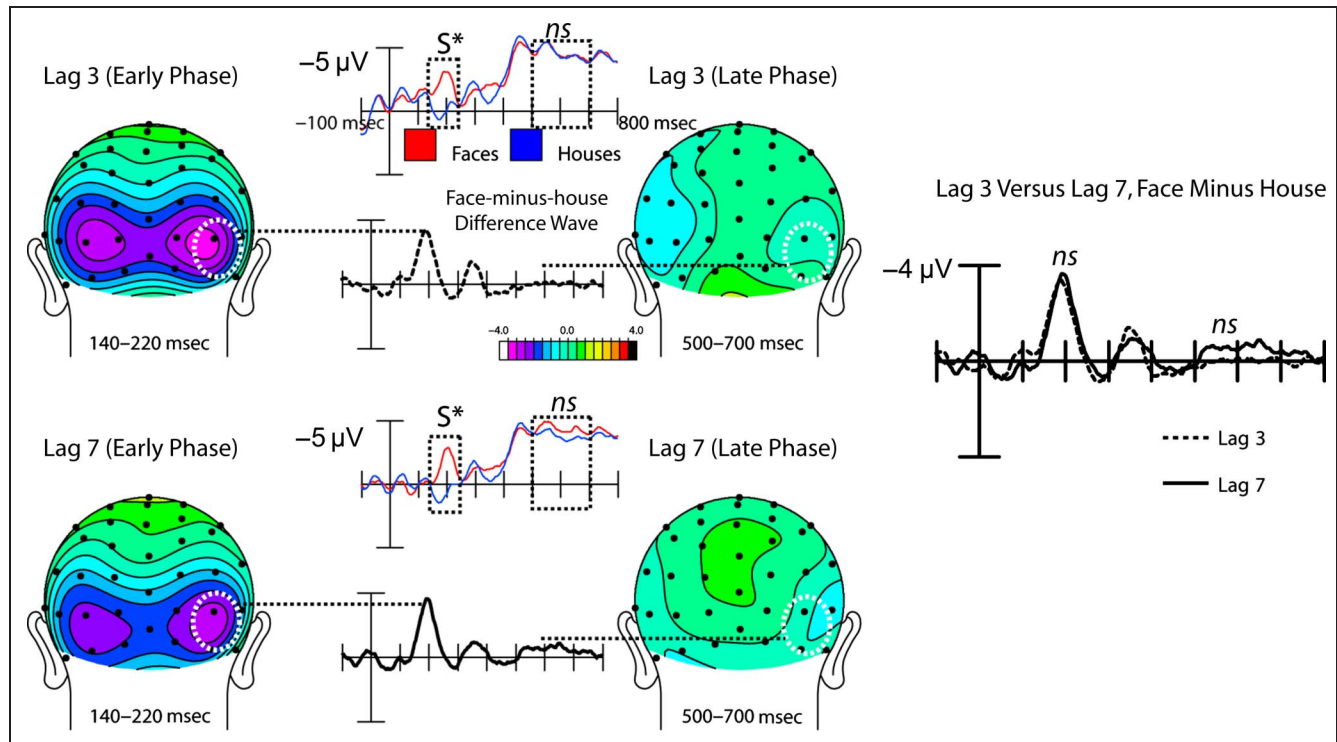 Lag 3 (Early Phase)
−5 µV
S*
ns
Lag 3 (Late Phase)
−100 msec
800 msec
Faces
Houses
Face-minus-house
Difference Wave
140–220 msec
−4.0
0.0
4.0
500–700 msec
Lag 7 (Early Phase)
−5 µV
S*
ns
Lag 7 (Late Phase)
140–220 msec
500–700 msec
Lag 3 Versus Lag 7, Face Minus House
−4 µV
ns
ns
Lag 3
Lag 7